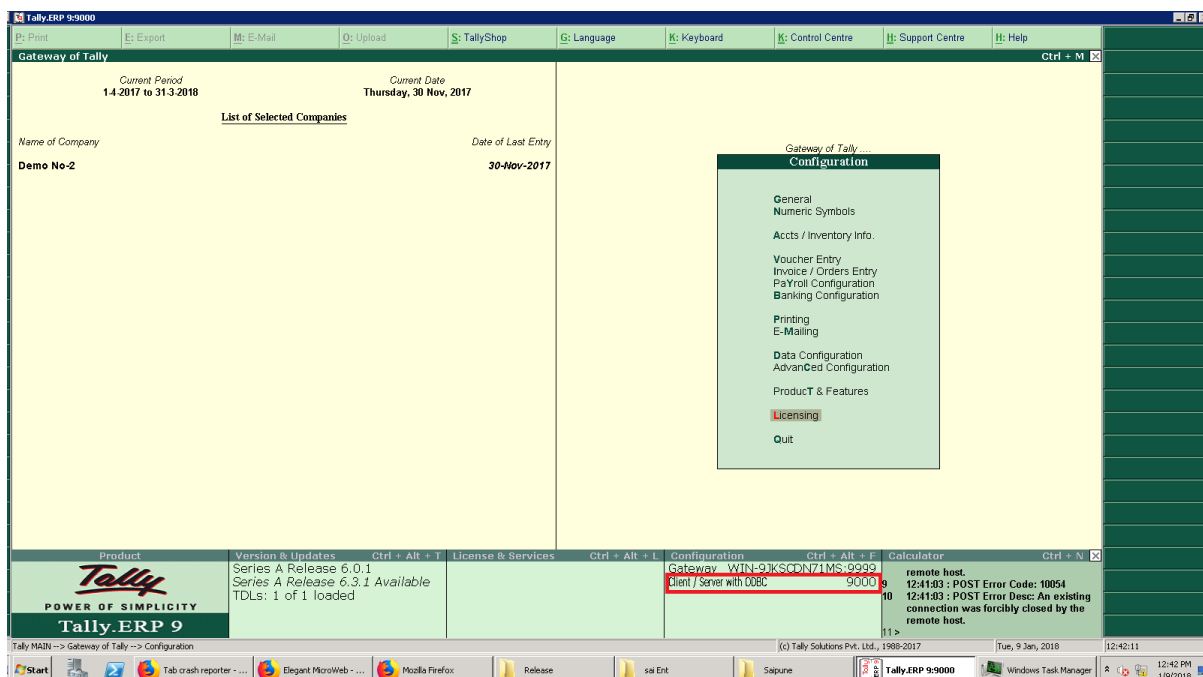 Tally.ERP 9:9000
P: Print E: Export M: E-Mail O: Upload S: TallyShop G: Language K: Keyboard K: Control Centre H: Support Centre H: Help
Gateway of Tally Ctrl + M
Current Period Current Date
1-4-2017 to 31-3-2018 Thursday, 30 Nov, 2017
List of Selected Companies
Name of Company Date of Last Entry
Demo No-2 30-Nov-2017
Gateway of Tally ....
Configuration
General
Numeric Symbols
Accts / Inventory Info.
Voucher Entry
Invoice / Orders Entry
PaYroll Configuration
Banking Configuration
Printing
E-Mailing
Data Configuration
AdvanCed Configuration
ProducT & Features
Licensing
Quit
Product
Tally
POWER OF SIMPLICITY
Tally.ERP 9
Version & Updates Ctrl + Alt + T
Series A Release 6.0.1
Series A Release 6.3.1 Available
TDLs: 1 of 1 loaded
License & Services Ctrl + Alt + L
Configuration Ctrl + Alt + F
Gateway WIN-9JKSCDN71MS:9999
Client / Server with ODBC 9000
Calculator Ctrl + N
remote host.
9 12:41:03 : POST Error Code: 10054
10 12:41:03 : POST Error Desc: An existing
connection was forcibly closed by the
remote host.
11>
Tally MAIN --> Gateway of Tally --> Configuration (c) Tally Solutions Pvt. Ltd., 1988-2017 Tue, 9 Jan, 2018 12:42:11
Start Tab crash reporter - ... Elegant MicroWeb - ... Mozilla Firefox Release sai Ent Saipune Tally.ERP 9:9000 Windows Task Manager 12:42 PM
1/9/2018